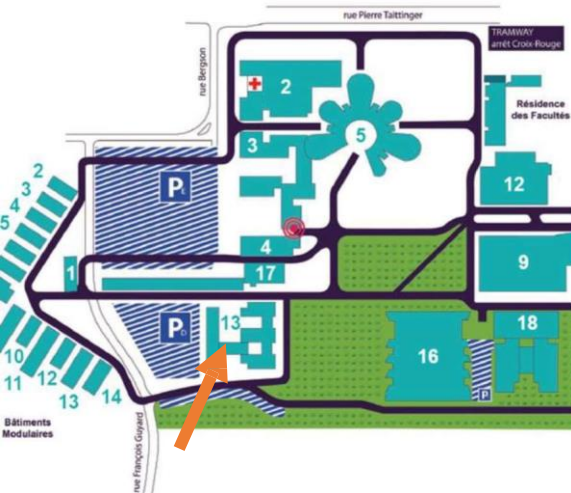 rue Pierre Taittinger
TRAMWAY
arrêt Croix-Rouge
rue Bergson
2
5
Résidence
des Facultés
3
P
12
2
3
4
5
4
9
1
17
P
13
18
16
10
11
12
13
14
P
Bâtiments
Modulaires
rue François Guyard